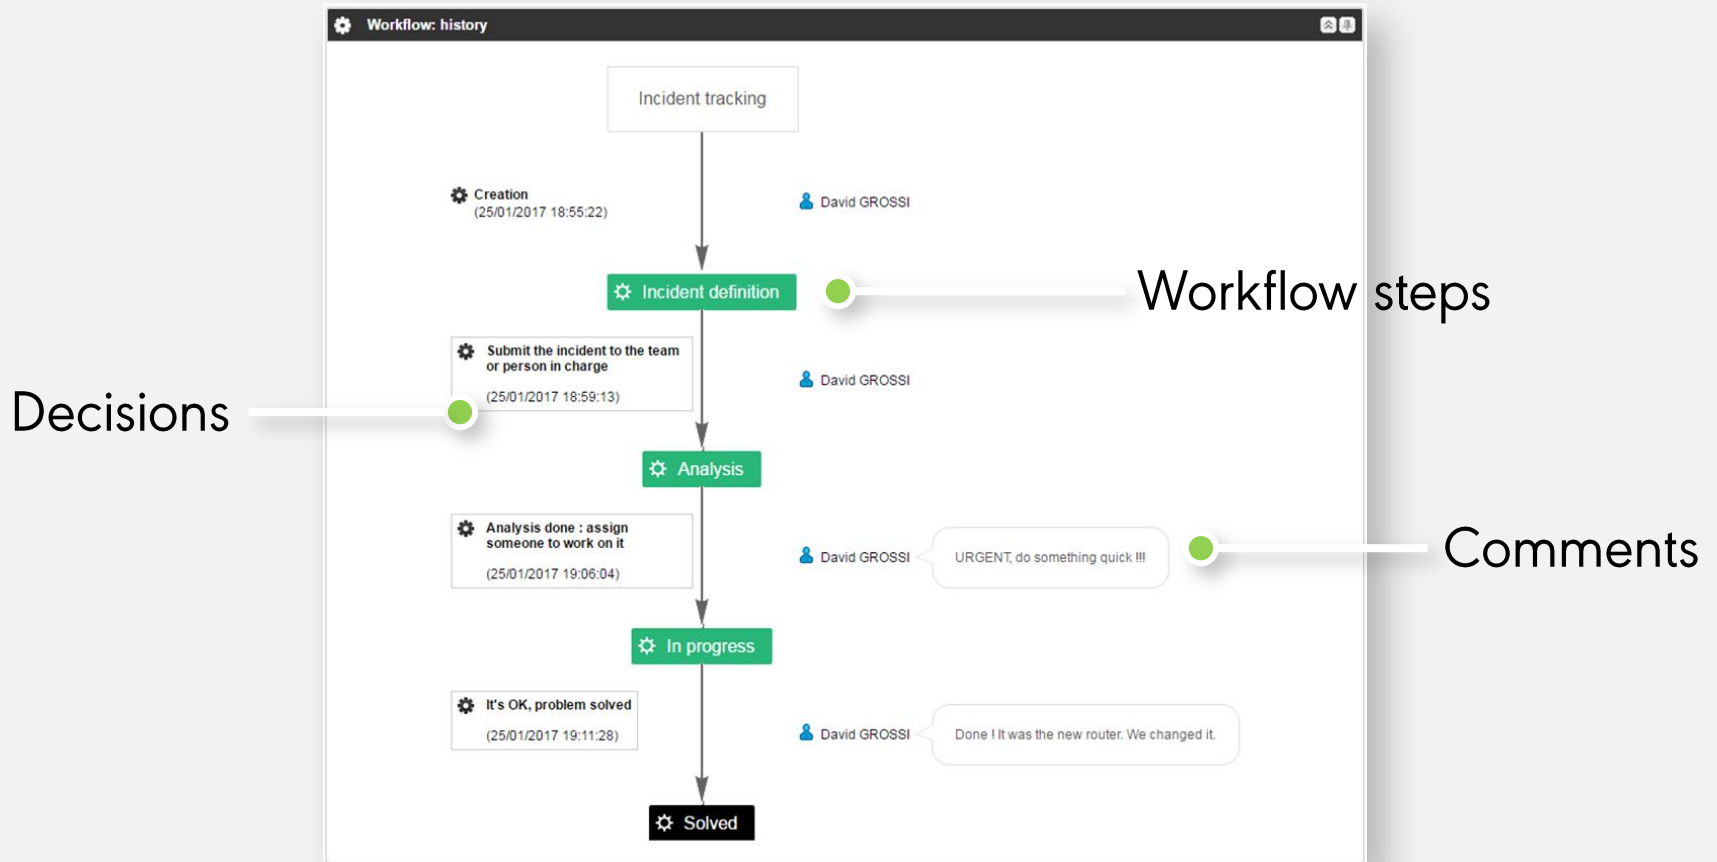 Workflow: history
Incident tracking
Creation
(25/01/2017 18:55:22)
David GROSSI
Incident definition
Workflow steps
Submit the incident to the team
or person in charge
(25/01/2017 18:59:13)
David GROSSI
Decisions
Analysis
Analysis done : assign
someone to work on it
(25/01/2017 19:06:04)
David GROSSI
URGENT, do something quick !!!
Comments
In progress
It's OK, problem solved
(25/01/2017 19:11:28)
David GROSSI
Done ! It was the new router. We changed it.
Solved